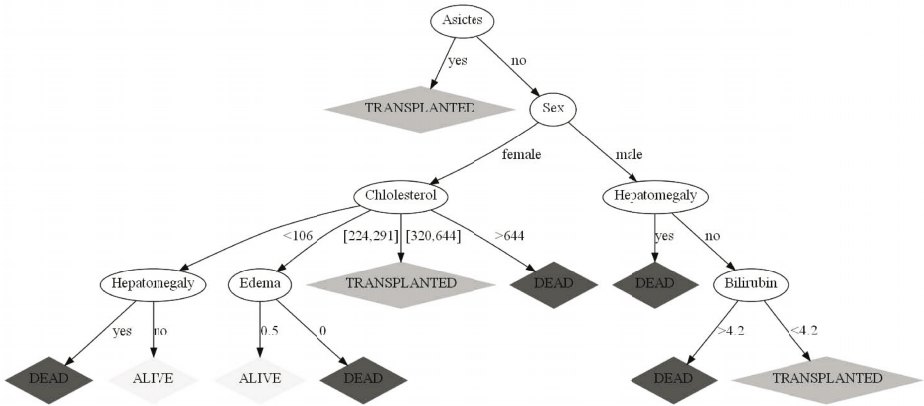 Asictes
yes
no
TRANSPLANTED
Sex
female
male
Chlolesterol
Hepatomegaly
<106
[224,291]
[320,644]
>644
yes
no
Hepatomegaly
Edema
TRANSPLANTED
DEAD
DEAD
Bilirubin
yes
no
0.5
0
>4.2
<4.2
DEAD
ALIVE
ALIVE
DEAD
DEAD
TRANSPLANTED